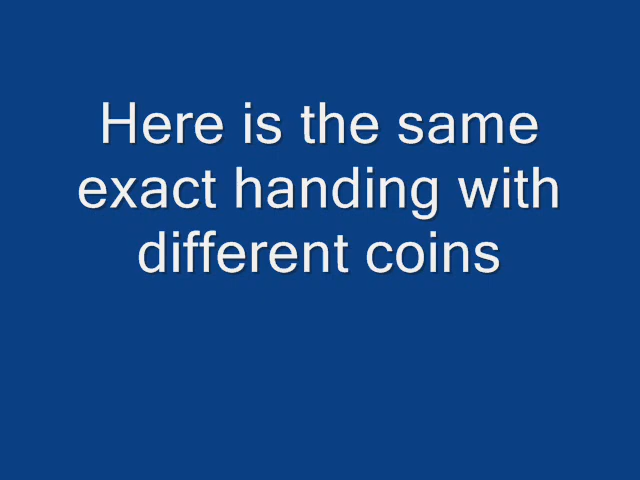 Here is the same
exact handing with
different coins